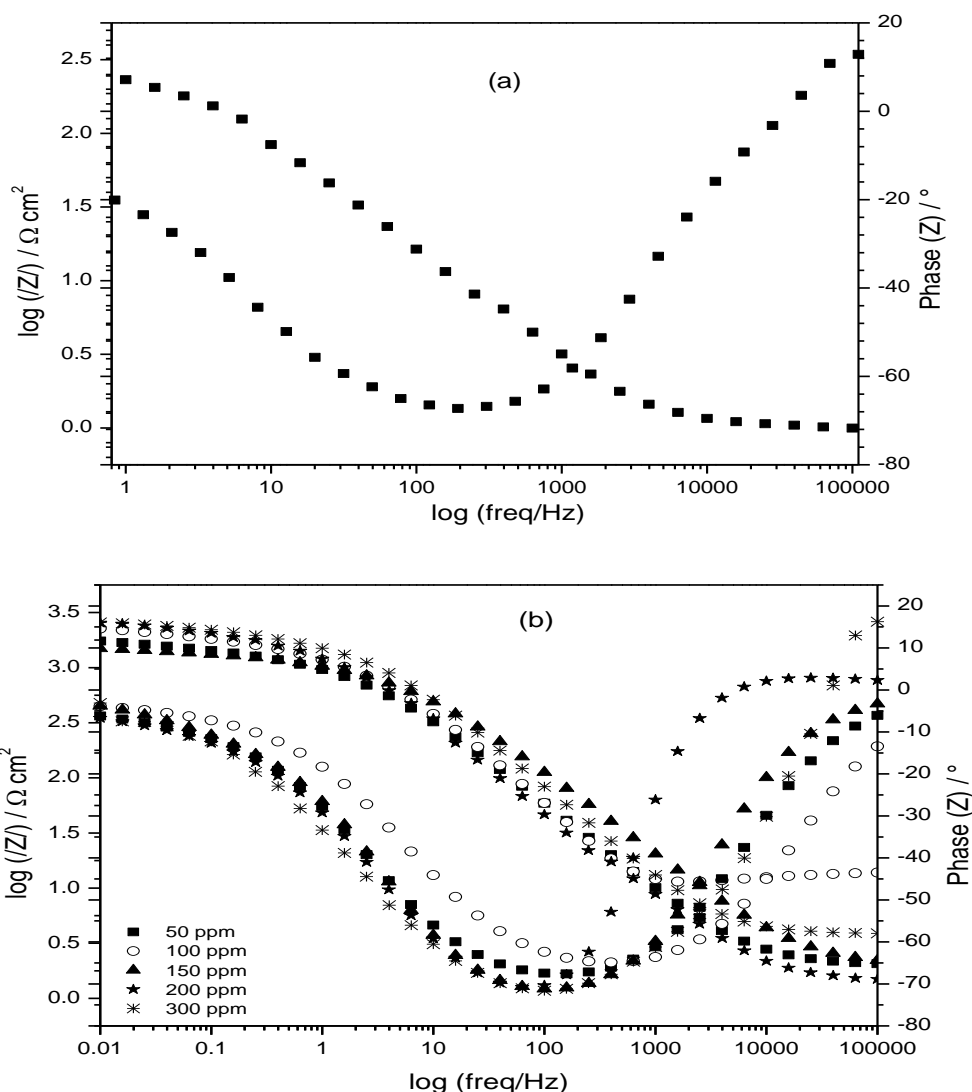 (a)
log (/Z/) / Ω cm²
2.5
2.0
1.5
1.0
0.5
0.0
20
0
-20
-40
-60
-80
Phase (Z) / °
1 10 100 1000 10000 100000
log (freq/Hz)
(b)
log (/Z/) / Ω cm²
3.5
3.0
2.5
2.0
1.5
1.0
0.5
0.0
50 ppm
100 ppm
150 ppm
200 ppm
300 ppm
20
10
0
-10
-20
-30
-40
-50
-60
-70
-80
Phase (Z) / °
0.01 0.1 1 10 100 1000 10000 100000
log (freq/Hz)